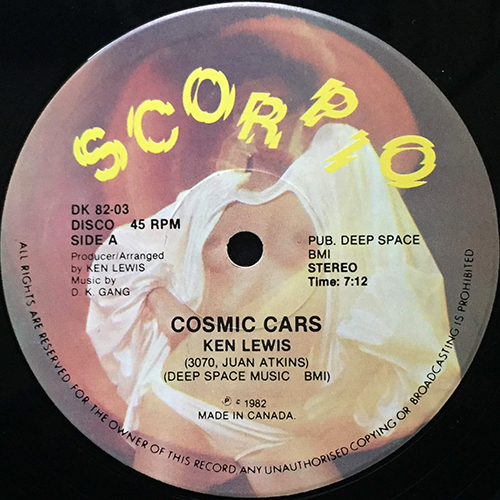 SCORPIO
DK 82-03
DISCO 45 RPM
SIDE A
Producer/Arranged
by KEN LEWIS
Music by
D. K. GANG
PUB. DEEP SPACE
BMI
STEREO
Time: 7:12
COSMIC CARS
KEN LEWIS
(3070, JUAN ATKINS)
(DEEP SPACE MUSIC BMI)
℗ © 1982
MADE IN CANADA.
ALL RIGHTS ARE RESERVED FOR THE OWNER OF THIS RECORD ANY UNAUTHORISED COPYING OR BROADCASTING IS PROHIBITED